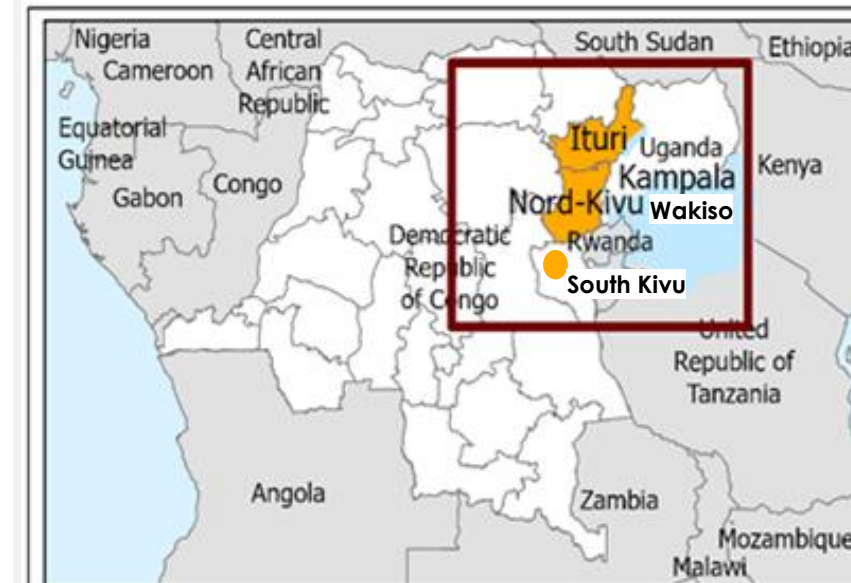 Nigeria
Central
African
Republic
South Sudan
Ethiopia
Cameroon
Equatorial
Guinea
Ituri
Uganda
Kenya
Gabon
Congo
Kampala
Nord-Kivu
Wakiso
Democratic
Republic
of Congo
Rwanda
South Kivu
United
Republic of
Tanzania
Angola
Zambia
Mozambique
Malawi